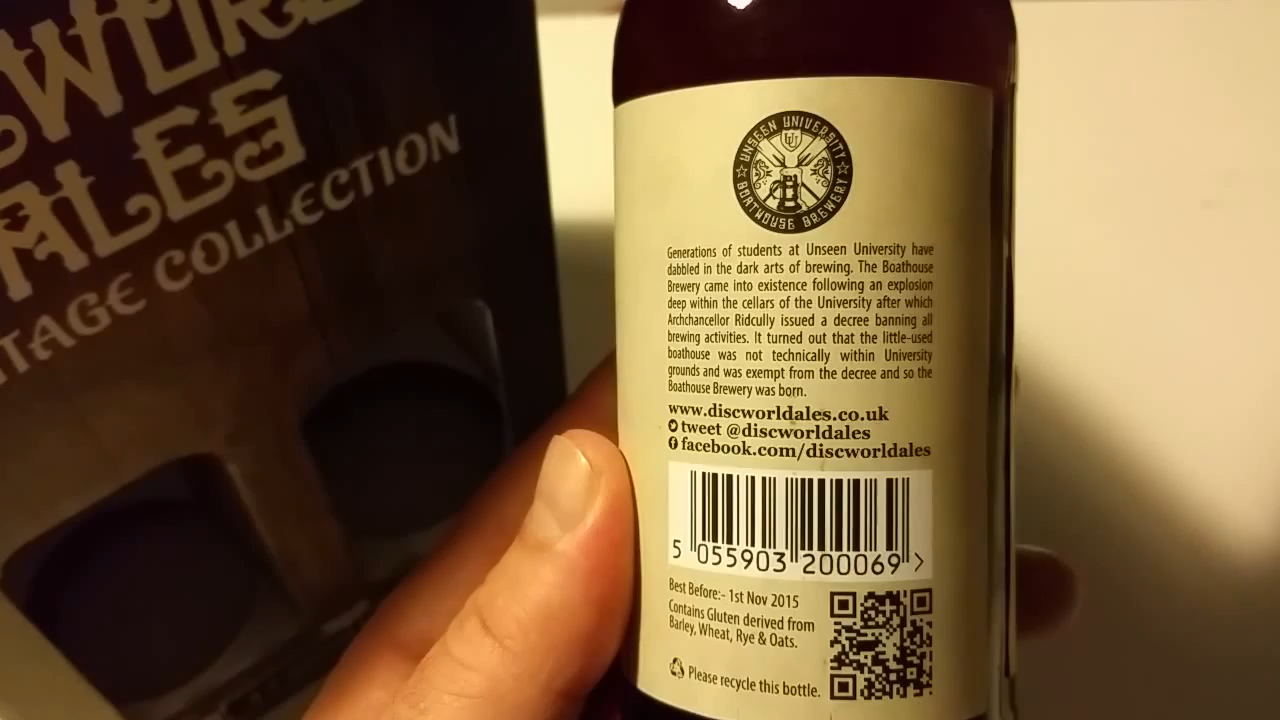 COLLECTION
UNSEEN UNIVERSITY
UU
BOATHOUSE BREWERY
Generations of students at Unseen University have
dabbled in the dark arts of brewing. The Boathouse
Brewery came into existence following an explosion
deep within the cellars of the University after which
Archchancellor Ridcully issued a decree banning all
brewing activities. It turned out that the little-used
boathouse was not technically within University
grounds and was exempt from the decree and so the
Boathouse Brewery was born.
www.discworldales.co.uk
tweet @discworldales
facebook.com/discworldales
5 055903 200069 >
Best Before:- 1st Nov 2015
Contains Gluten derived from
Barley, Wheat, Rye & Oats.
Please recycle this bottle.